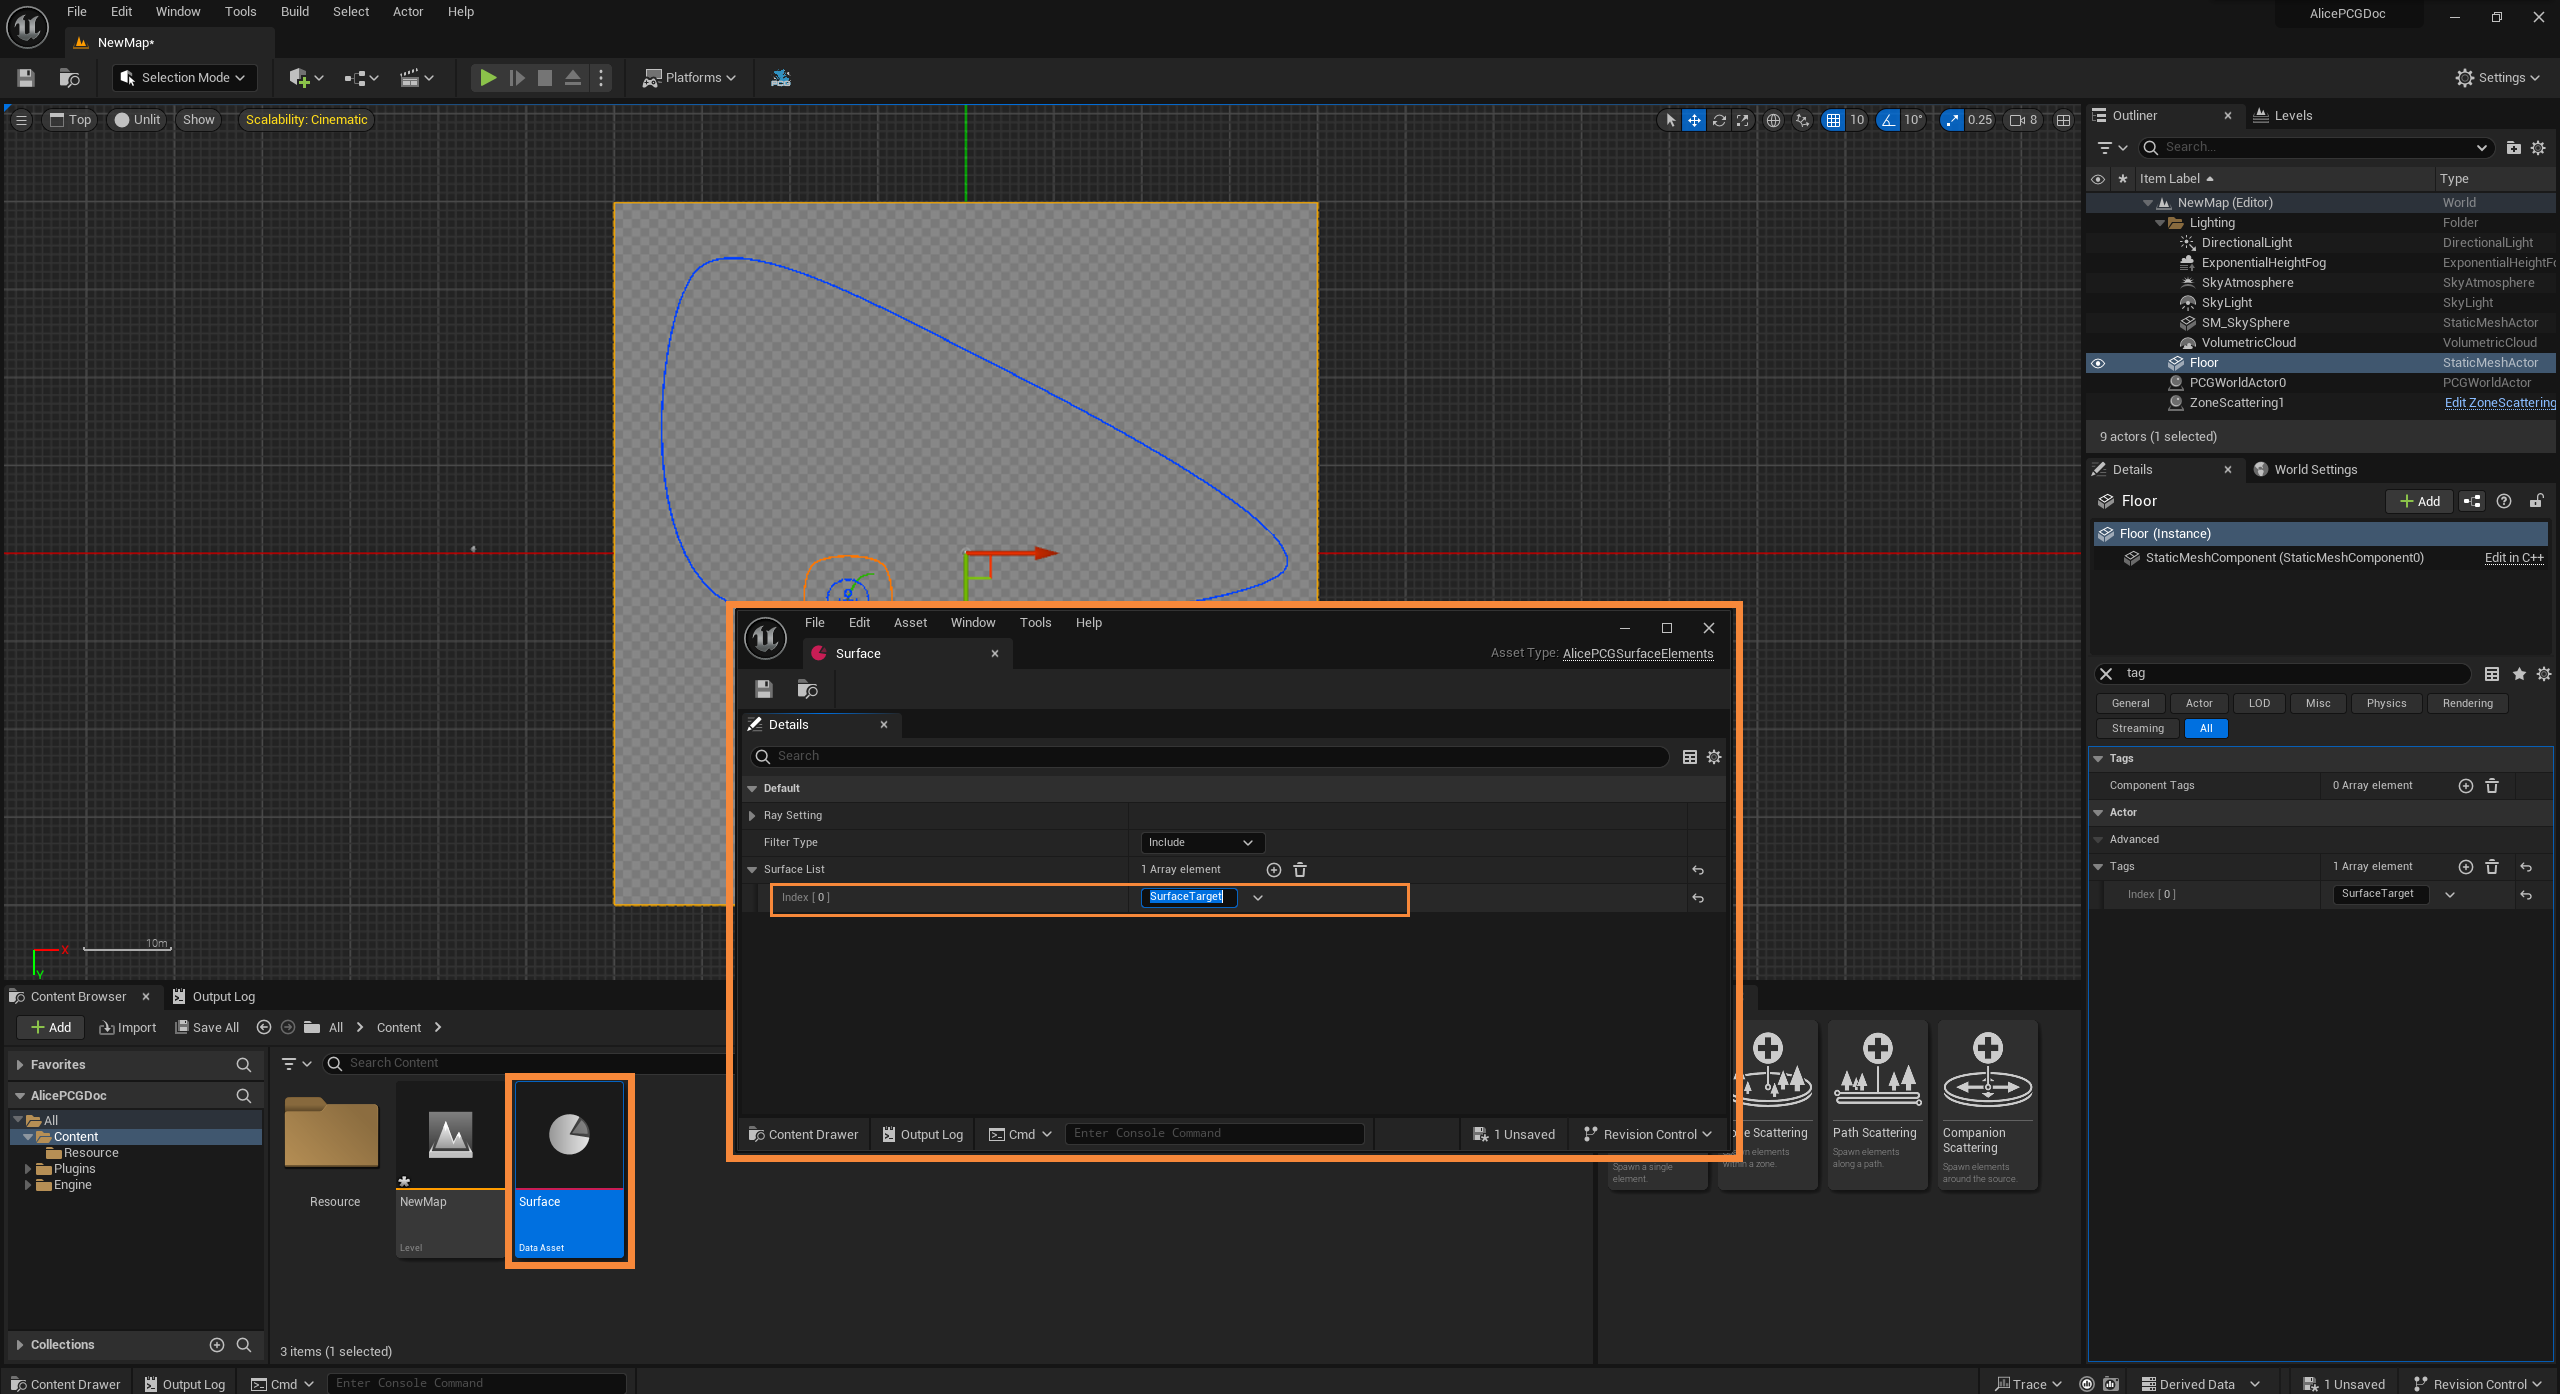 File Edit Window Tools Build Select Actor Help
AlicePCGDoc
NewMap*
Selection Mode
Platforms
Settings
Top Unlit Show Scalability: Cinematic
10 10° 0.25 8
Outliner Levels
Search...
Item Label Type
NewMap (Editor) World
Lighting Folder
DirectionalLight DirectionalLight
ExponentialHeightFog ExponentialHeightFo
SkyAtmosphere SkyAtmosphere
SkyLight SkyLight
SM_SkySphere StaticMeshActor
VolumetricCloud VolumetricCloud
Floor StaticMeshActor
PCGWorldActor0 PCGWorldActor
ZoneScattering1 Edit ZoneScattering
9 actors (1 selected)
Details World Settings
Floor Add
Floor (Instance)
StaticMeshComponent (StaticMeshComponent0) Edit in C++
tag
General Actor LOD Misc Physics Rendering
Streaming All
Tags
Component Tags 0 Array element
Actor
Advanced
Tags 1 Array element
Index [ 0 ] SurfaceTarget
File Edit Asset Window Tools Help
Surface
Asset Type: AlicePCGSurfaceElements
Details
Search
Default
Ray Setting
Filter Type Include
Surface List 1 Array element
Index [ 0 ] SurfaceTarget
Content Drawer Output Log Cmd Enter Console Command 1 Unsaved Revision Control
X
Y
10m
Content Browser Output Log
Add Import Save All All Content
Favorites
Search Content
AlicePCGDoc
All
Content
Resource
Plugins
Engine
Collections
Resource
NewMap
Level
Surface
Data Asset
3 items (1 selected)
Spawn a single
element.
ne Scattering
wn elements
within a zone.
Path Scattering
Spawn elements
along a path.
Companion
Scattering
Spawn elements
around the source.
Content Drawer Output Log Cmd Enter Console Command Trace Derived Data 1 Unsaved Revision Control